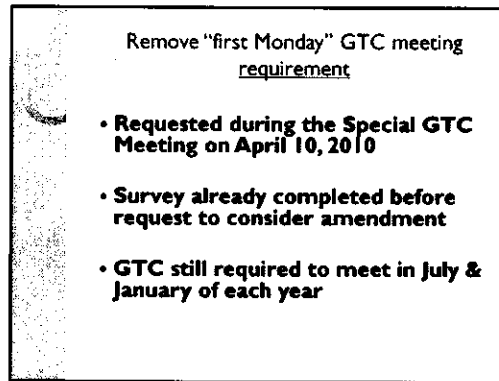 Remove "first Monday" GTC meeting
requirement
• Requested during the Special GTC
Meeting on April 10, 2010
• Survey already completed before
request to consider amendment
• GTC still required to meet in July &
January of each year